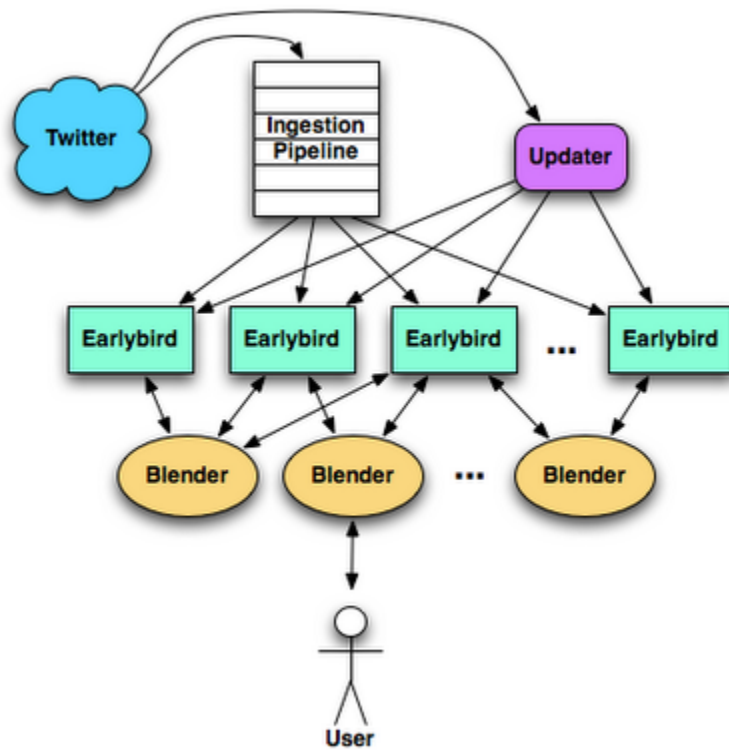 Twitter
Ingestion
Pipeline
Updater
Earlybird
Earlybird
Earlybird
...
Earlybird
Blender
Blender
...
Blender
User